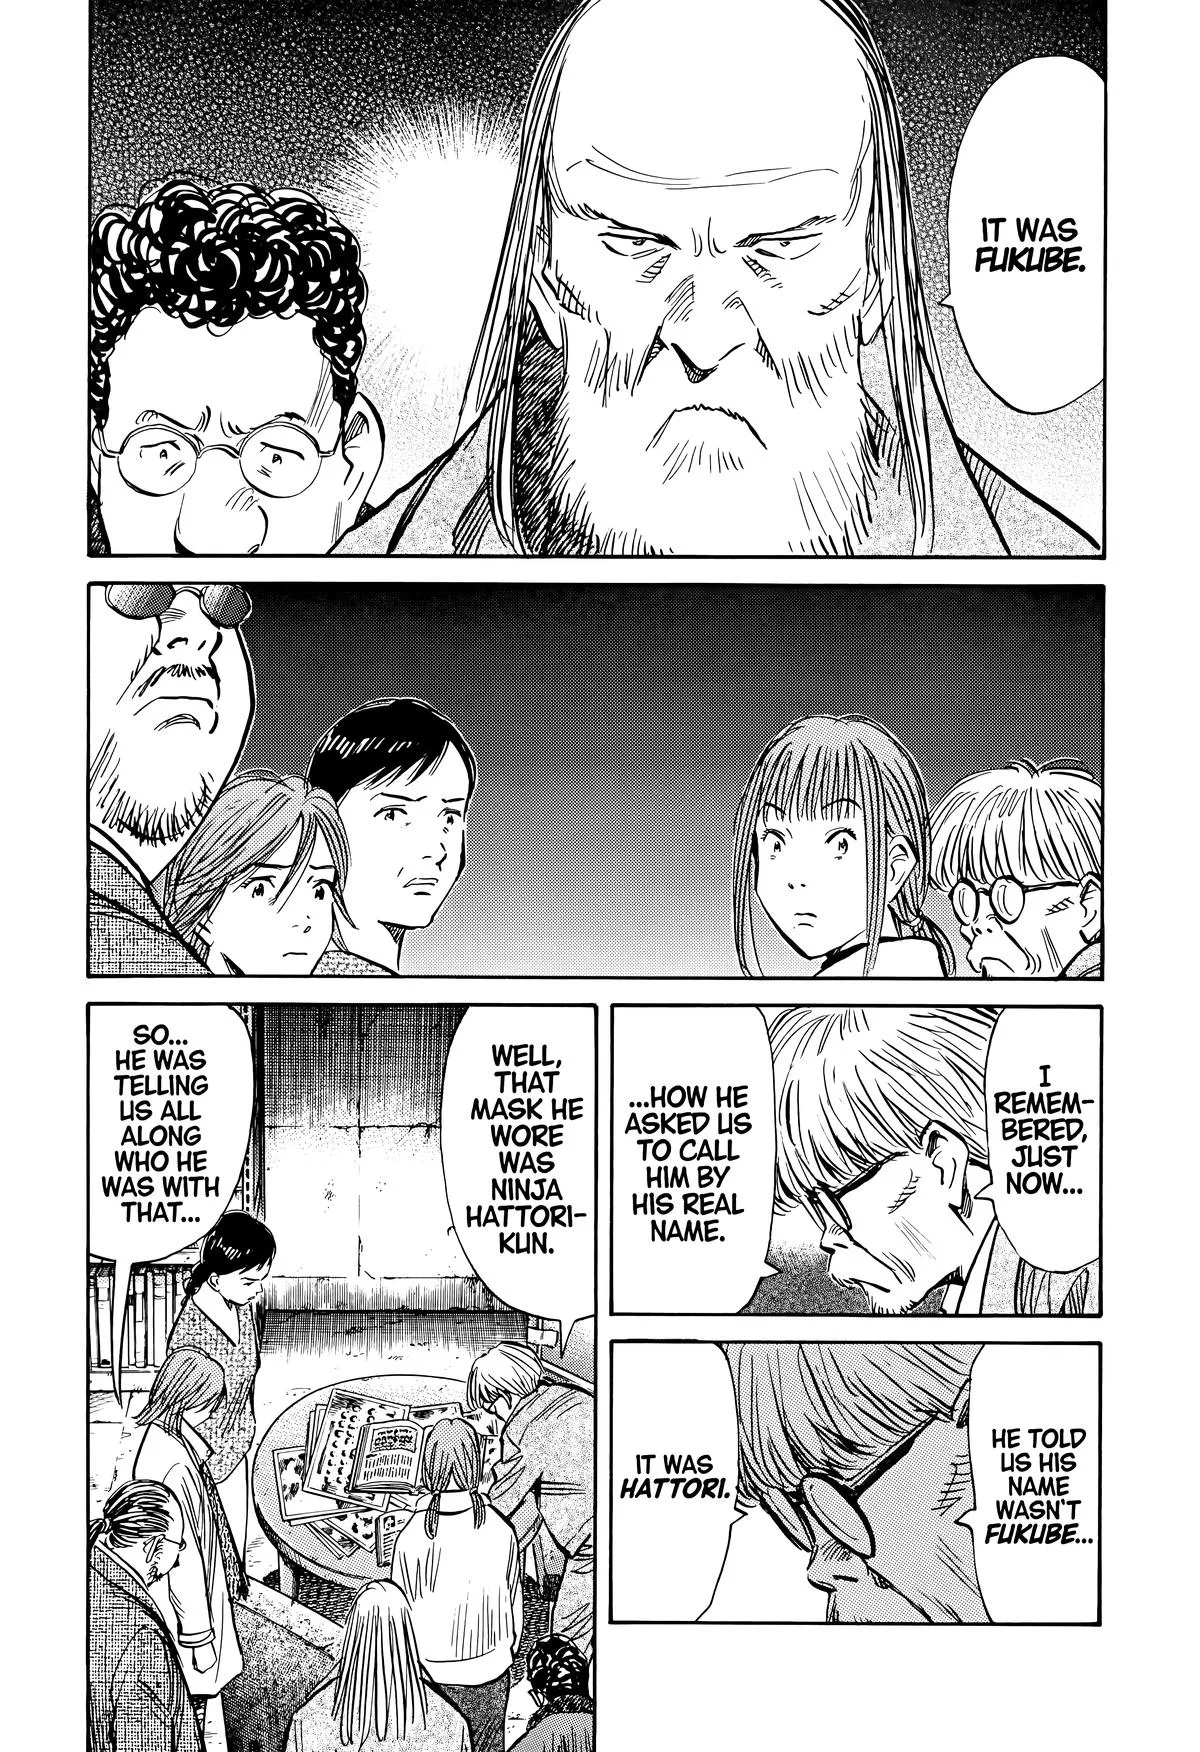 IT WAS
FUKUBE.
I
REMEM-
BERED,
JUST
NOW...
...HOW HE
ASKED US
TO CALL
HIM BY
HIS REAL
NAME.
HE TOLD
US HIS
NAME
WASN'T
FUKUBE...
IT WAS
HATTORI.
WELL,
THAT
MASK HE
WORE
WAS
NINJA
HATTORI-
KUN.
SO...
HE WAS
TELLING
US ALL
ALONG
WHO HE
WAS WITH
THAT...